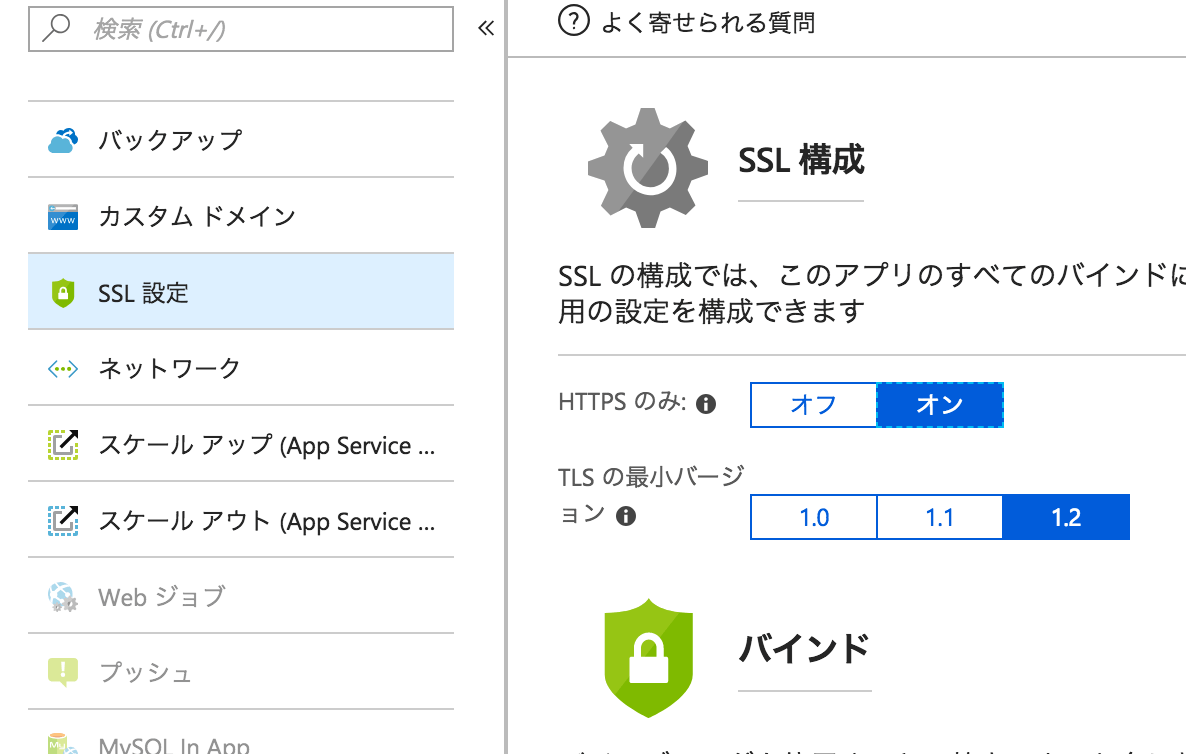 検索 (Ctrl+/)
バックアップ
www
カスタム ドメイン
SSL 設定
ネットワーク
スケール アップ (App Service ...
スケール アウト (App Service ...
Web ジョブ
プッシュ
My
MySQL In App
よく寄せられる質問
SSL 構成
SSL の構成では、このアプリのすべてのバインドに
用の設定を構成できます
HTTPS のみ:
オフ
オン
TLS の最小バージ
ョン
1.0
1.1
1.2
バインド